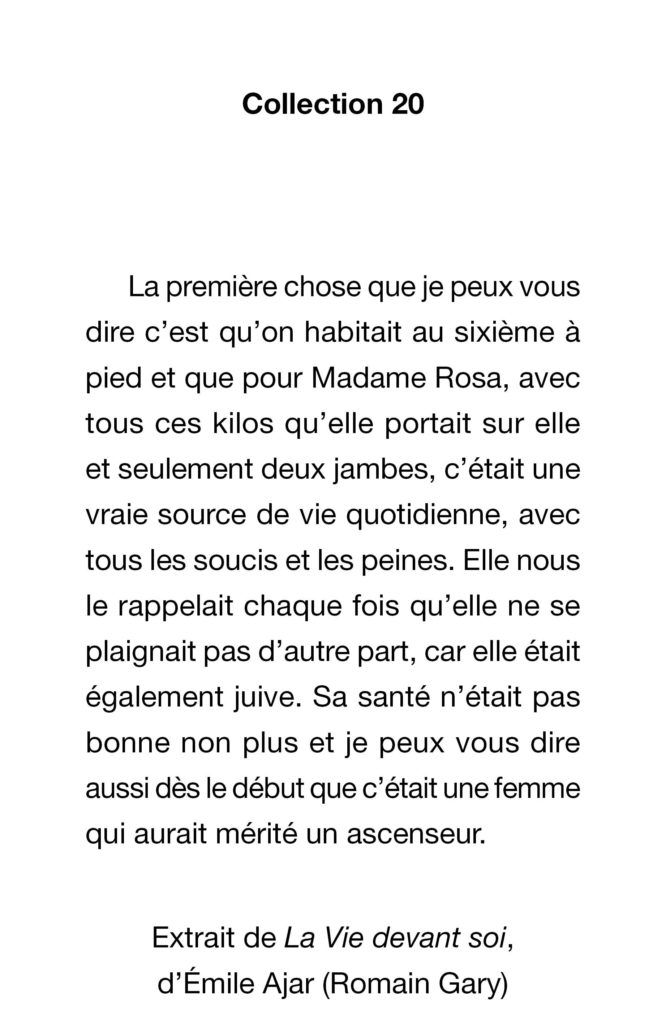 Collection 20
La première chose que je peux vous
dire c’est qu’on habitait au sixième à
pied et que pour Madame Rosa, avec
tous ces kilos qu’elle portait sur elle
et seulement deux jambes, c’était une
vraie source de vie quotidienne, avec
tous les soucis et les peines. Elle nous
le rappelait chaque fois qu’elle ne se
plaignait pas d’autre part, car elle était
également juive. Sa santé n’était pas
bonne non plus et je peux vous dire
aussi dès le début que c’était une femme
qui aurait mérité un ascenseur.
Extrait de La Vie devant soi,
d’Émile Ajar (Romain Gary)